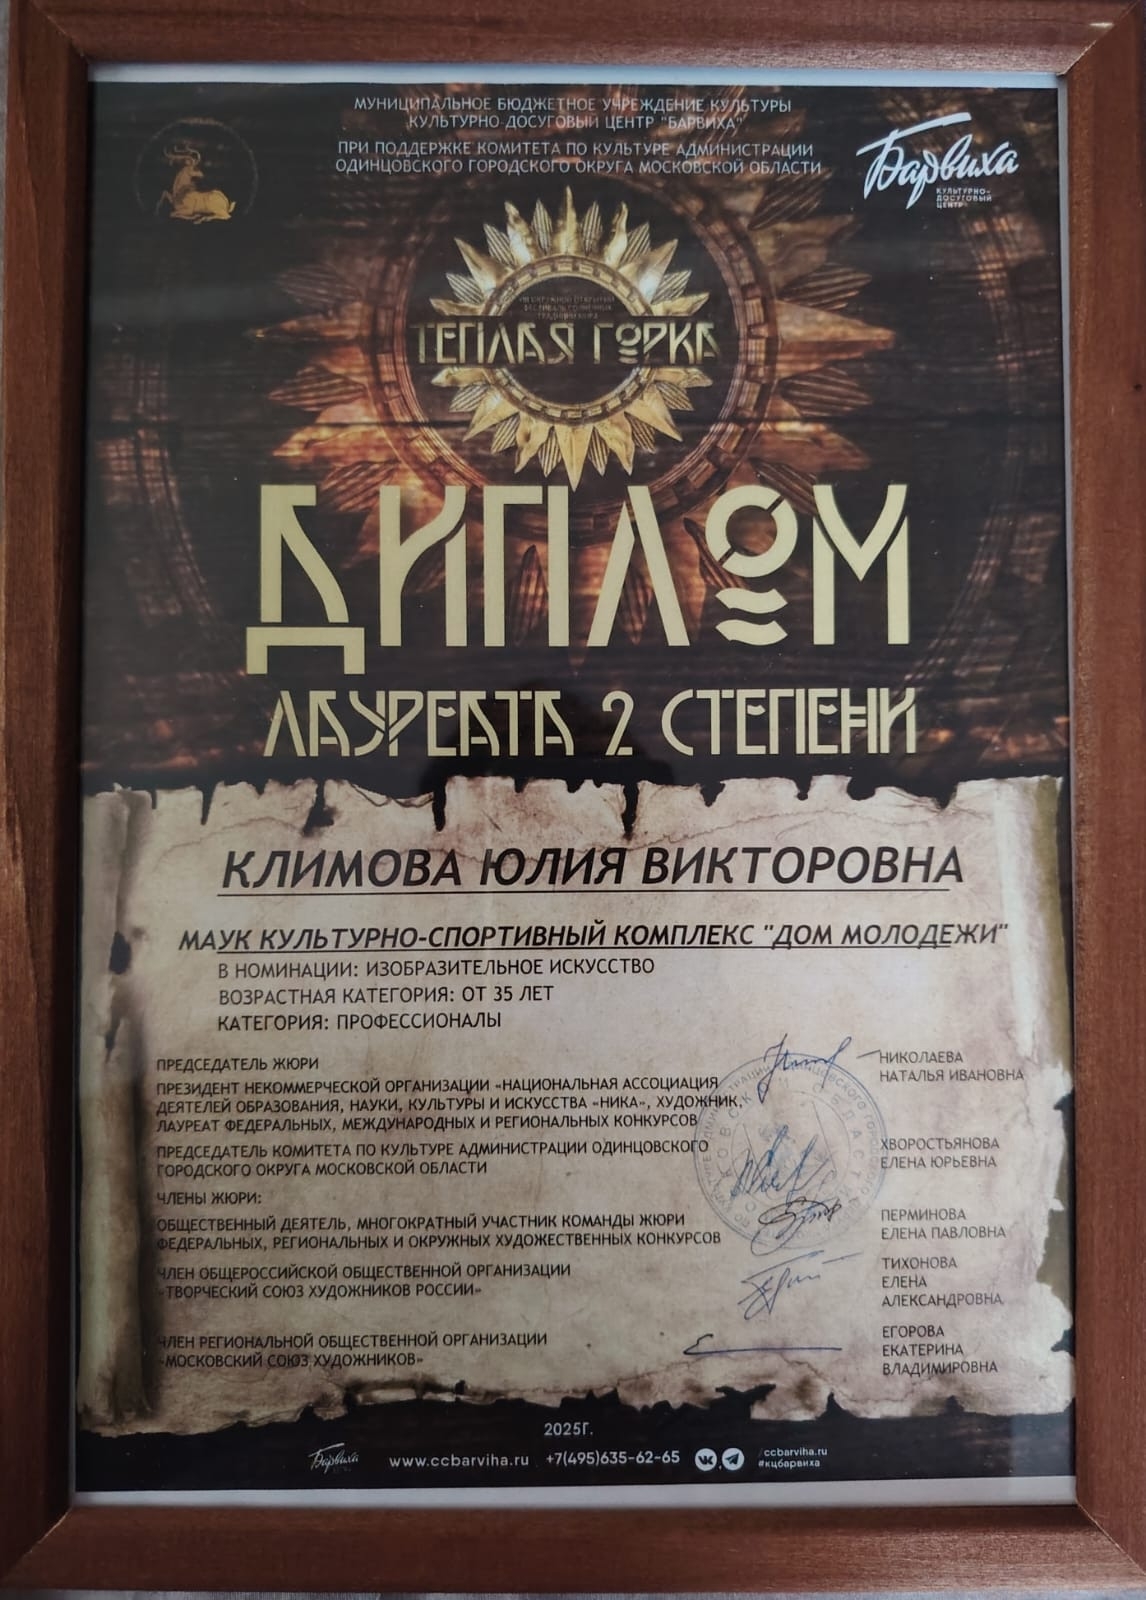 МУНИЦИПАЛЬНОЕ БЮДЖЕТНОЕ УЧРЕЖДЕНИЕ КУЛЬТУРЫ
КУЛЬТУРНО-ДОСУГОВЫЙ ЦЕНТР "БАРВИХА"
ПРИ ПОДДЕРЖКЕ КОМИТЕТА ПО КУЛЬТУРЕ АДМИНИСТРАЦИИ
ОДИНЦОВСКОГО ГОРОДСКОГО ОКРУГА МОСКОВСКОЙ ОБЛАСТИ
Барвиха
КУЛЬТУРНО-
ДОСУГОВЫЙ
ЦЕНТР
VIII ОКРУЖНОЙ ОТКРЫТЫЙ
ФЕСТИВАЛЬ СОЛНЕЧНЫХ
ТРАДИЦИЙ МИРА
ТЕПЛАЯ ГОРКА
ДИПЛОМ
ЛАУРЕАТА 2 СТЕПЕНИ
КЛИМОВА ЮЛИЯ ВИКТОРОВНА
МАУК КУЛЬТУРНО-СПОРТИВНЫЙ КОМПЛЕКС "ДОМ МОЛОДЕЖИ"
В НОМИНАЦИИ: ИЗОБРАЗИТЕЛЬНОЕ ИСКУССТВО
ВОЗРАСТНАЯ КАТЕГОРИЯ: ОТ 35 ЛЕТ
КАТЕГОРИЯ: ПРОФЕССИОНАЛЫ
ПРЕДСЕДАТЕЛЬ ЖЮРИ
ПРЕЗИДЕНТ НЕКОММЕРЧЕСКОЙ ОРГАНИЗАЦИИ «НАЦИОНАЛЬНАЯ АССОЦИАЦИЯ
ДЕЯТЕЛЕЙ ОБРАЗОВАНИЯ, НАУКИ, КУЛЬТУРЫ И ИСКУССТВА «НИКА», ХУДОЖНИК,
ЛАУРЕАТ ФЕДЕРАЛЬНЫХ, МЕЖДУНАРОДНЫХ И РЕГИОНАЛЬНЫХ КОНКУРСОВ
НИКОЛАЕВА
НАТАЛЬЯ ИВАНОВНА
ПРЕДСЕДАТЕЛЬ КОМИТЕТА ПО КУЛЬТУРЕ АДМИНИСТРАЦИИ ОДИНЦОВСКОГО
ГОРОДСКОГО ОКРУГА МОСКОВСКОЙ ОБЛАСТИ
ХВОРОСТЬЯНОВА
ЕЛЕНА ЮРЬЕВНА
ЧЛЕНЫ ЖЮРИ:
ОБЩЕСТВЕННЫЙ ДЕЯТЕЛЬ, МНОГОКРАТНЫЙ УЧАСТНИК КОМАНДЫ ЖЮРИ
ФЕДЕРАЛЬНЫХ, РЕГИОНАЛЬНЫХ И ОКРУЖНЫХ ХУДОЖЕСТВЕННЫХ КОНКУРСОВ
ПЕРМИНОВА
ЕЛЕНА ПАВЛОВНА
ЧЛЕН ОБЩЕРОССИЙСКОЙ ОБЩЕСТВЕННОЙ ОРГАНИЗАЦИИ
«ТВОРЧЕСКИЙ СОЮЗ ХУДОЖНИКОВ РОССИИ»
ТИХОНОВА
ЕЛЕНА
АЛЕКСАНДРОВНА
ЧЛЕН РЕГИОНАЛЬНОЙ ОБЩЕСТВЕННОЙ ОРГАНИЗАЦИИ
«МОСКОВСКИЙ СОЮЗ ХУДОЖНИКОВ»
ЕГОРОВА
ЕКАТЕРИНА
ВЛАДИМИРОВНА
2025Г.
Барвиха
www.ccbarviha.ru +7(495)635-62-65
/ccbarviha.ru
#кцбарвиха